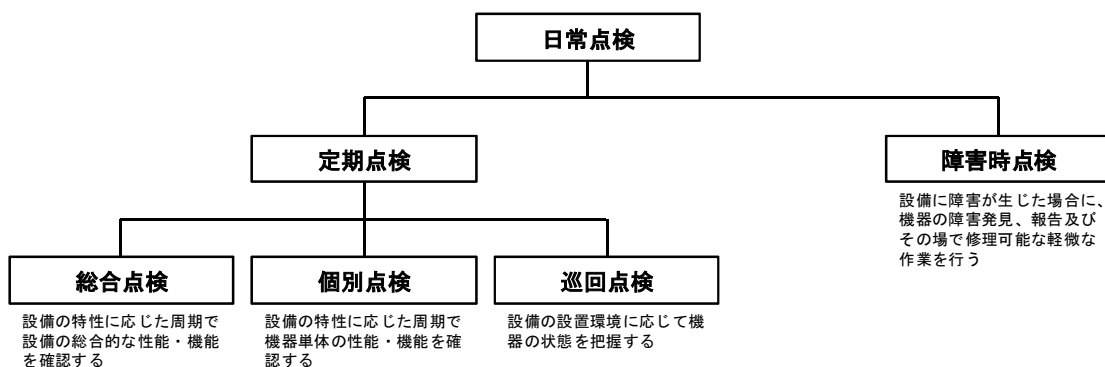 日常点検
定期点検
障害時点検
設備に障害が生じた場合に、
機器の障害発見、報告及び
その場で修理可能な軽微な
作業を行う
総合点検
個別点検
巡回点検
設備の特性に応じた周期で
設備の総合的な性能・機能
を確認する
設備の特性に応じた周期で
機器単体の性能・機能を確
認する
設備の設置環境に応じて機
器の状態を把握する